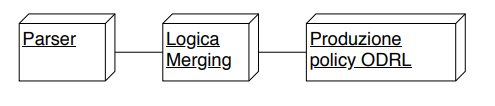 Parser
Logica
Merging
Produzione
policy ODRL